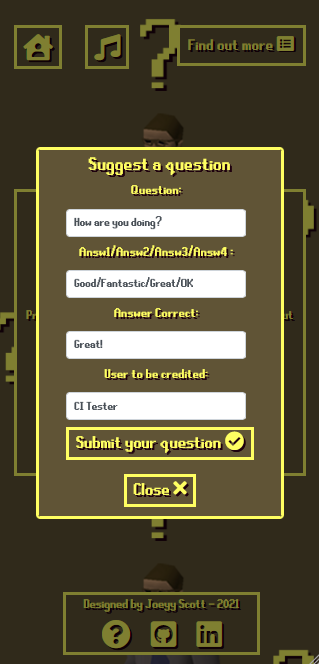 Find out more
Suggest a question
Question:
How are you doing?
Answ1/Answ2/Answ3/Answ4 :
Good/Fantastic/Great/OK
Answer Correct:
Great!
User to be credited:
CI Tester
Submit your question
Close
Designed by Joeyy Scott - 2021